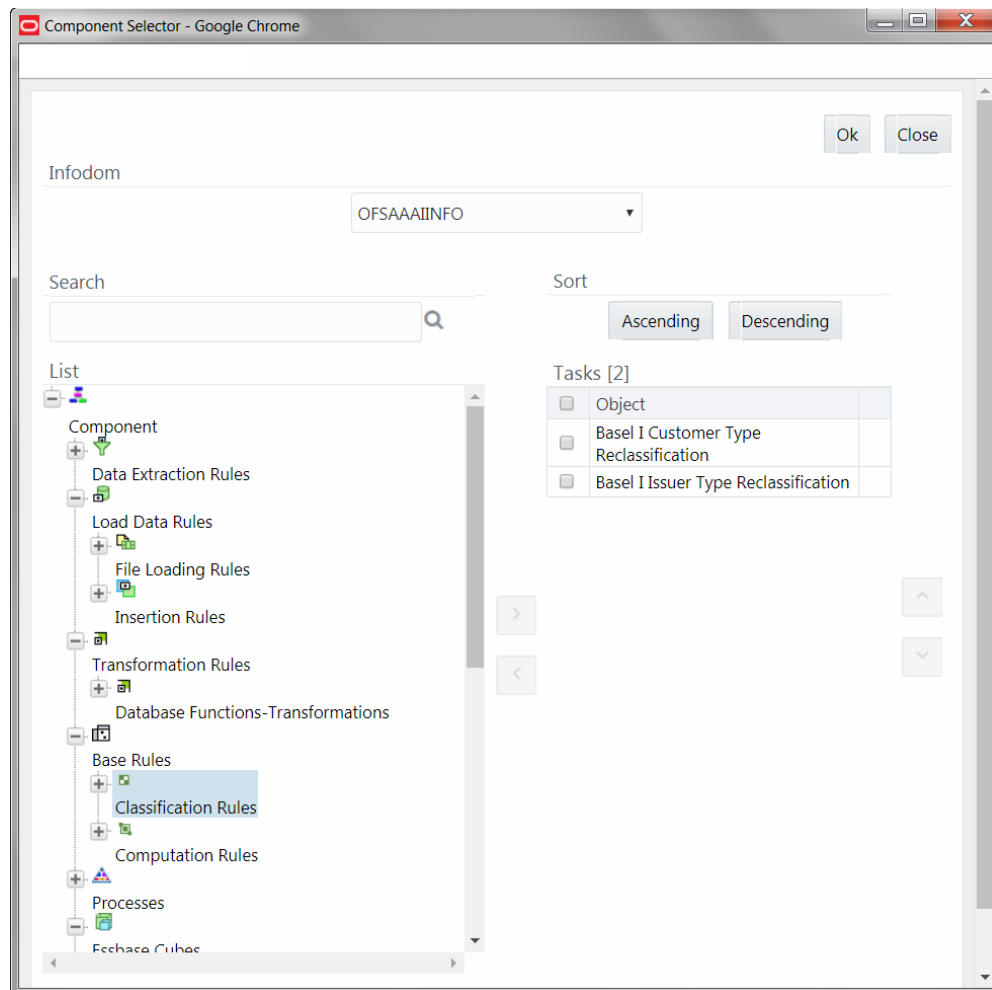 Component Selector - Google Chrome
Ok
Close
Infodom
OFSAAAIINFO
Search
Sort
Ascending
Descending
List
Tasks [2]
Component
Data Extraction Rules
Load Data Rules
File Loading Rules
Insertion Rules
Transformation Rules
Database Functions-Transformations
Base Rules
Classification Rules
Computation Rules
Processes
Essbase Cubes
Object
Basel I Customer Type
Reclassification
Basel I Issuer Type Reclassification